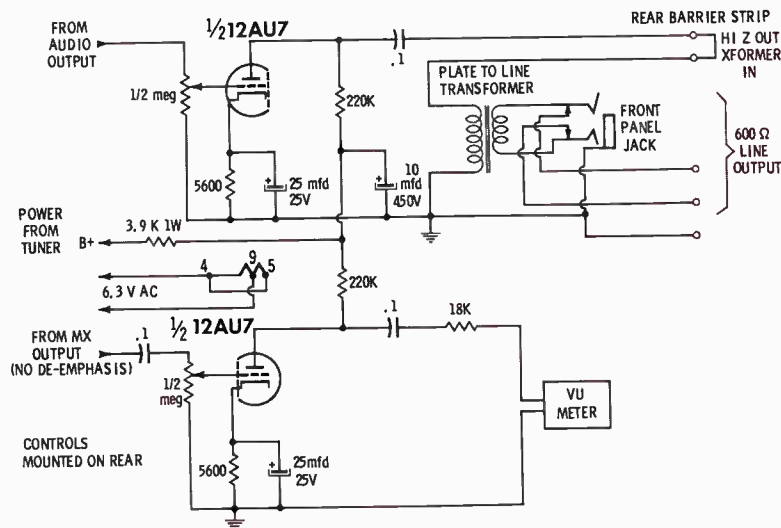 FROM
AUDIO
OUTPUT
½12AU7
1/2 meg
5600
25 mfd
25V
220K
10
mfd
450V
.1
PLATE TO LINE
TRANSFORMER
REAR BARRIER STRIP
HI Z OUT
XFORMER
IN
FRONT
PANEL
JACK
600 Ω
LINE
OUTPUT
POWER
FROM
TUNER
B+
3.9 K 1W
4
9
5
6.3 V AC
220K
½ 12AU7
FROM MX
OUTPUT
(NO DE-EMPHASIS)
.1
1/2
meg
.1
18K
VU
METER
CONTROLS
MOUNTED ON REAR
5600
25mfd
25V
+
+
+